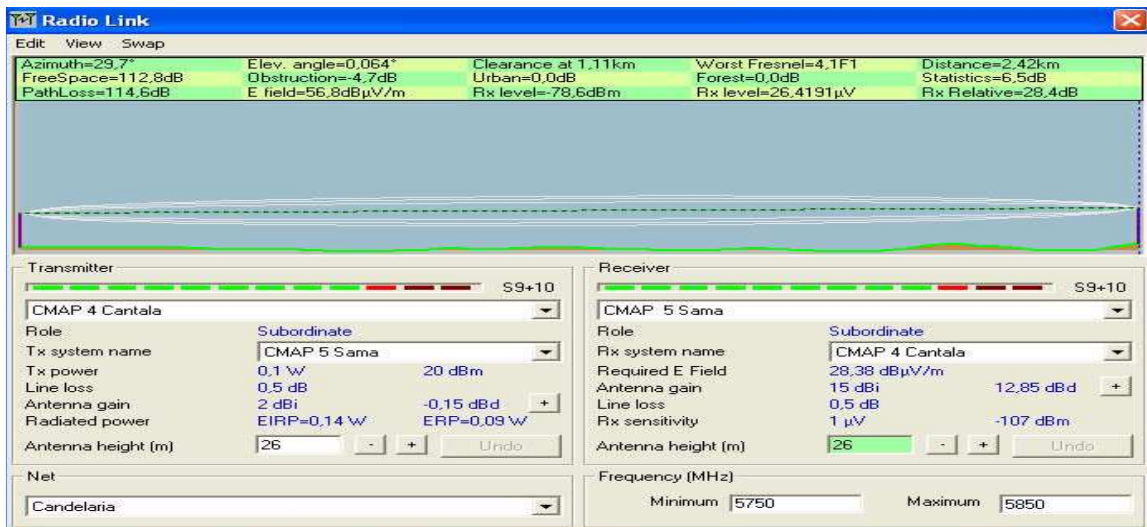 Radio Link
Edit View Swap
Azimuth=29,7° Elev. angle=0,064° Clearance at 1,11km Worst Fresnel=4,1F1 Distance=2,42km
FreeSpace=112,8dB Obstruction=-4,7dB Urban=0,0dB Forest=0,0dB Statistics=6,5dB
PathLoss=114,6dB E field=56,8dBµV/m Rx level=-78,6dBm Rx level=26,4191µV Rx Relative=28,4dB
Transmitter
S9+10
CMAP 4 Cantala
Role Subordinate
Tx system name CMAP 5 Sama
Tx power 0,1 W 20 dBm
Line loss 0,5 dB
Antenna gain 2 dBi -0,15 dBd +
Radiated power EIRP=0,14 W ERP=0,09 W
Antenna height (m) 26 - + Undo
Net
Candelaria
Receiver
S9+10
CMAP 5 Sama
Role Subordinate
Rx system name CMAP 4 Cantala
Required E Field 28,38 dBµV/m
Antenna gain 15 dBi 12,85 dBd +
Line loss 0,5 dB
Rx sensitivity 1 µV -107 dBm
Antenna height (m) 26 - + Undo
Frequency (MHz)
Minimum 5750 Maximum 5850